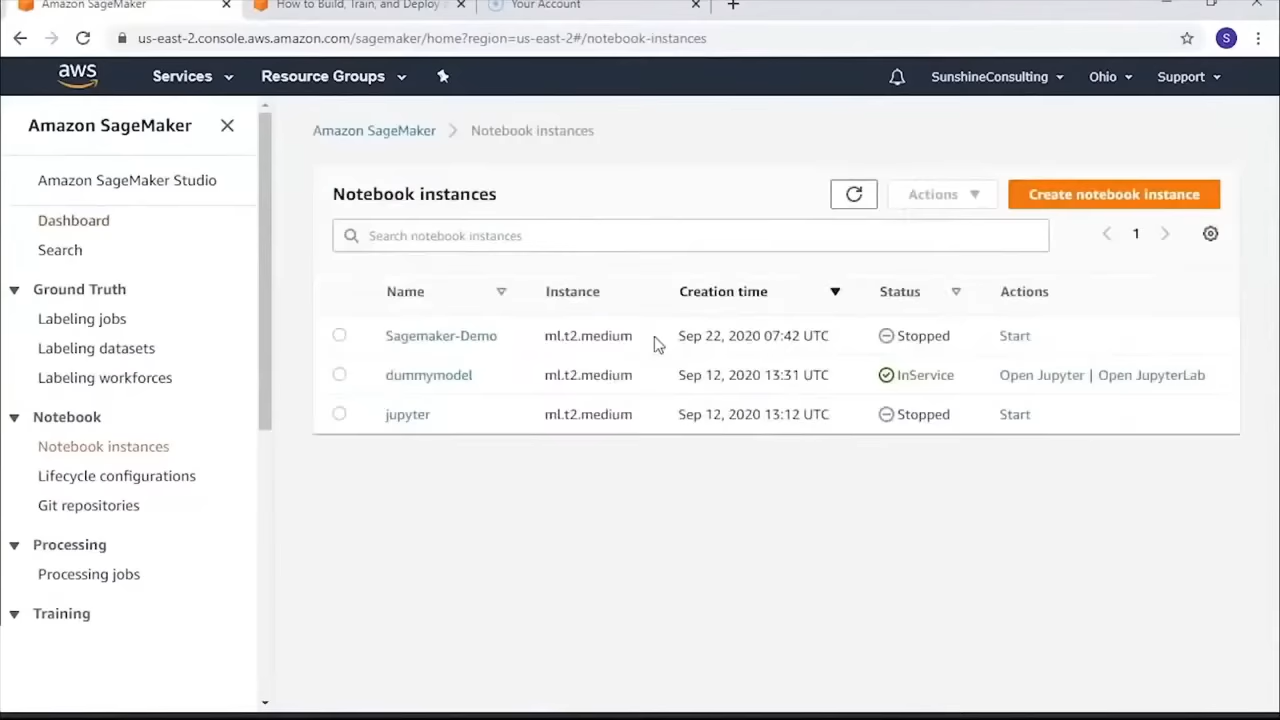 Amazon SageMaker
How to Build, Train, and Deploy
Your Account
us-east-2.console.aws.amazon.com/sagemaker/home?region=us-east-2#/notebook-instances
S
aws
Services
Resource Groups
SunshineConsulting
Ohio
Support
Amazon SageMaker
Amazon SageMaker Studio
Dashboard
Search
Ground Truth
Labeling jobs
Labeling datasets
Labeling workforces
Notebook
Notebook instances
Lifecycle configurations
Git repositories
Processing
Processing jobs
Training
Amazon SageMaker Notebook instances
Notebook instances
Actions
Create notebook instance
Search notebook instances
1
Name Instance Creation time Status Actions
Sagemaker-Demo ml.t2.medium Sep 22, 2020 07:42 UTC Stopped Start
dummymodel ml.t2.medium Sep 12, 2020 13:31 UTC InService Open Jupyter | Open JupyterLab
jupyter ml.t2.medium Sep 12, 2020 13:12 UTC Stopped Start